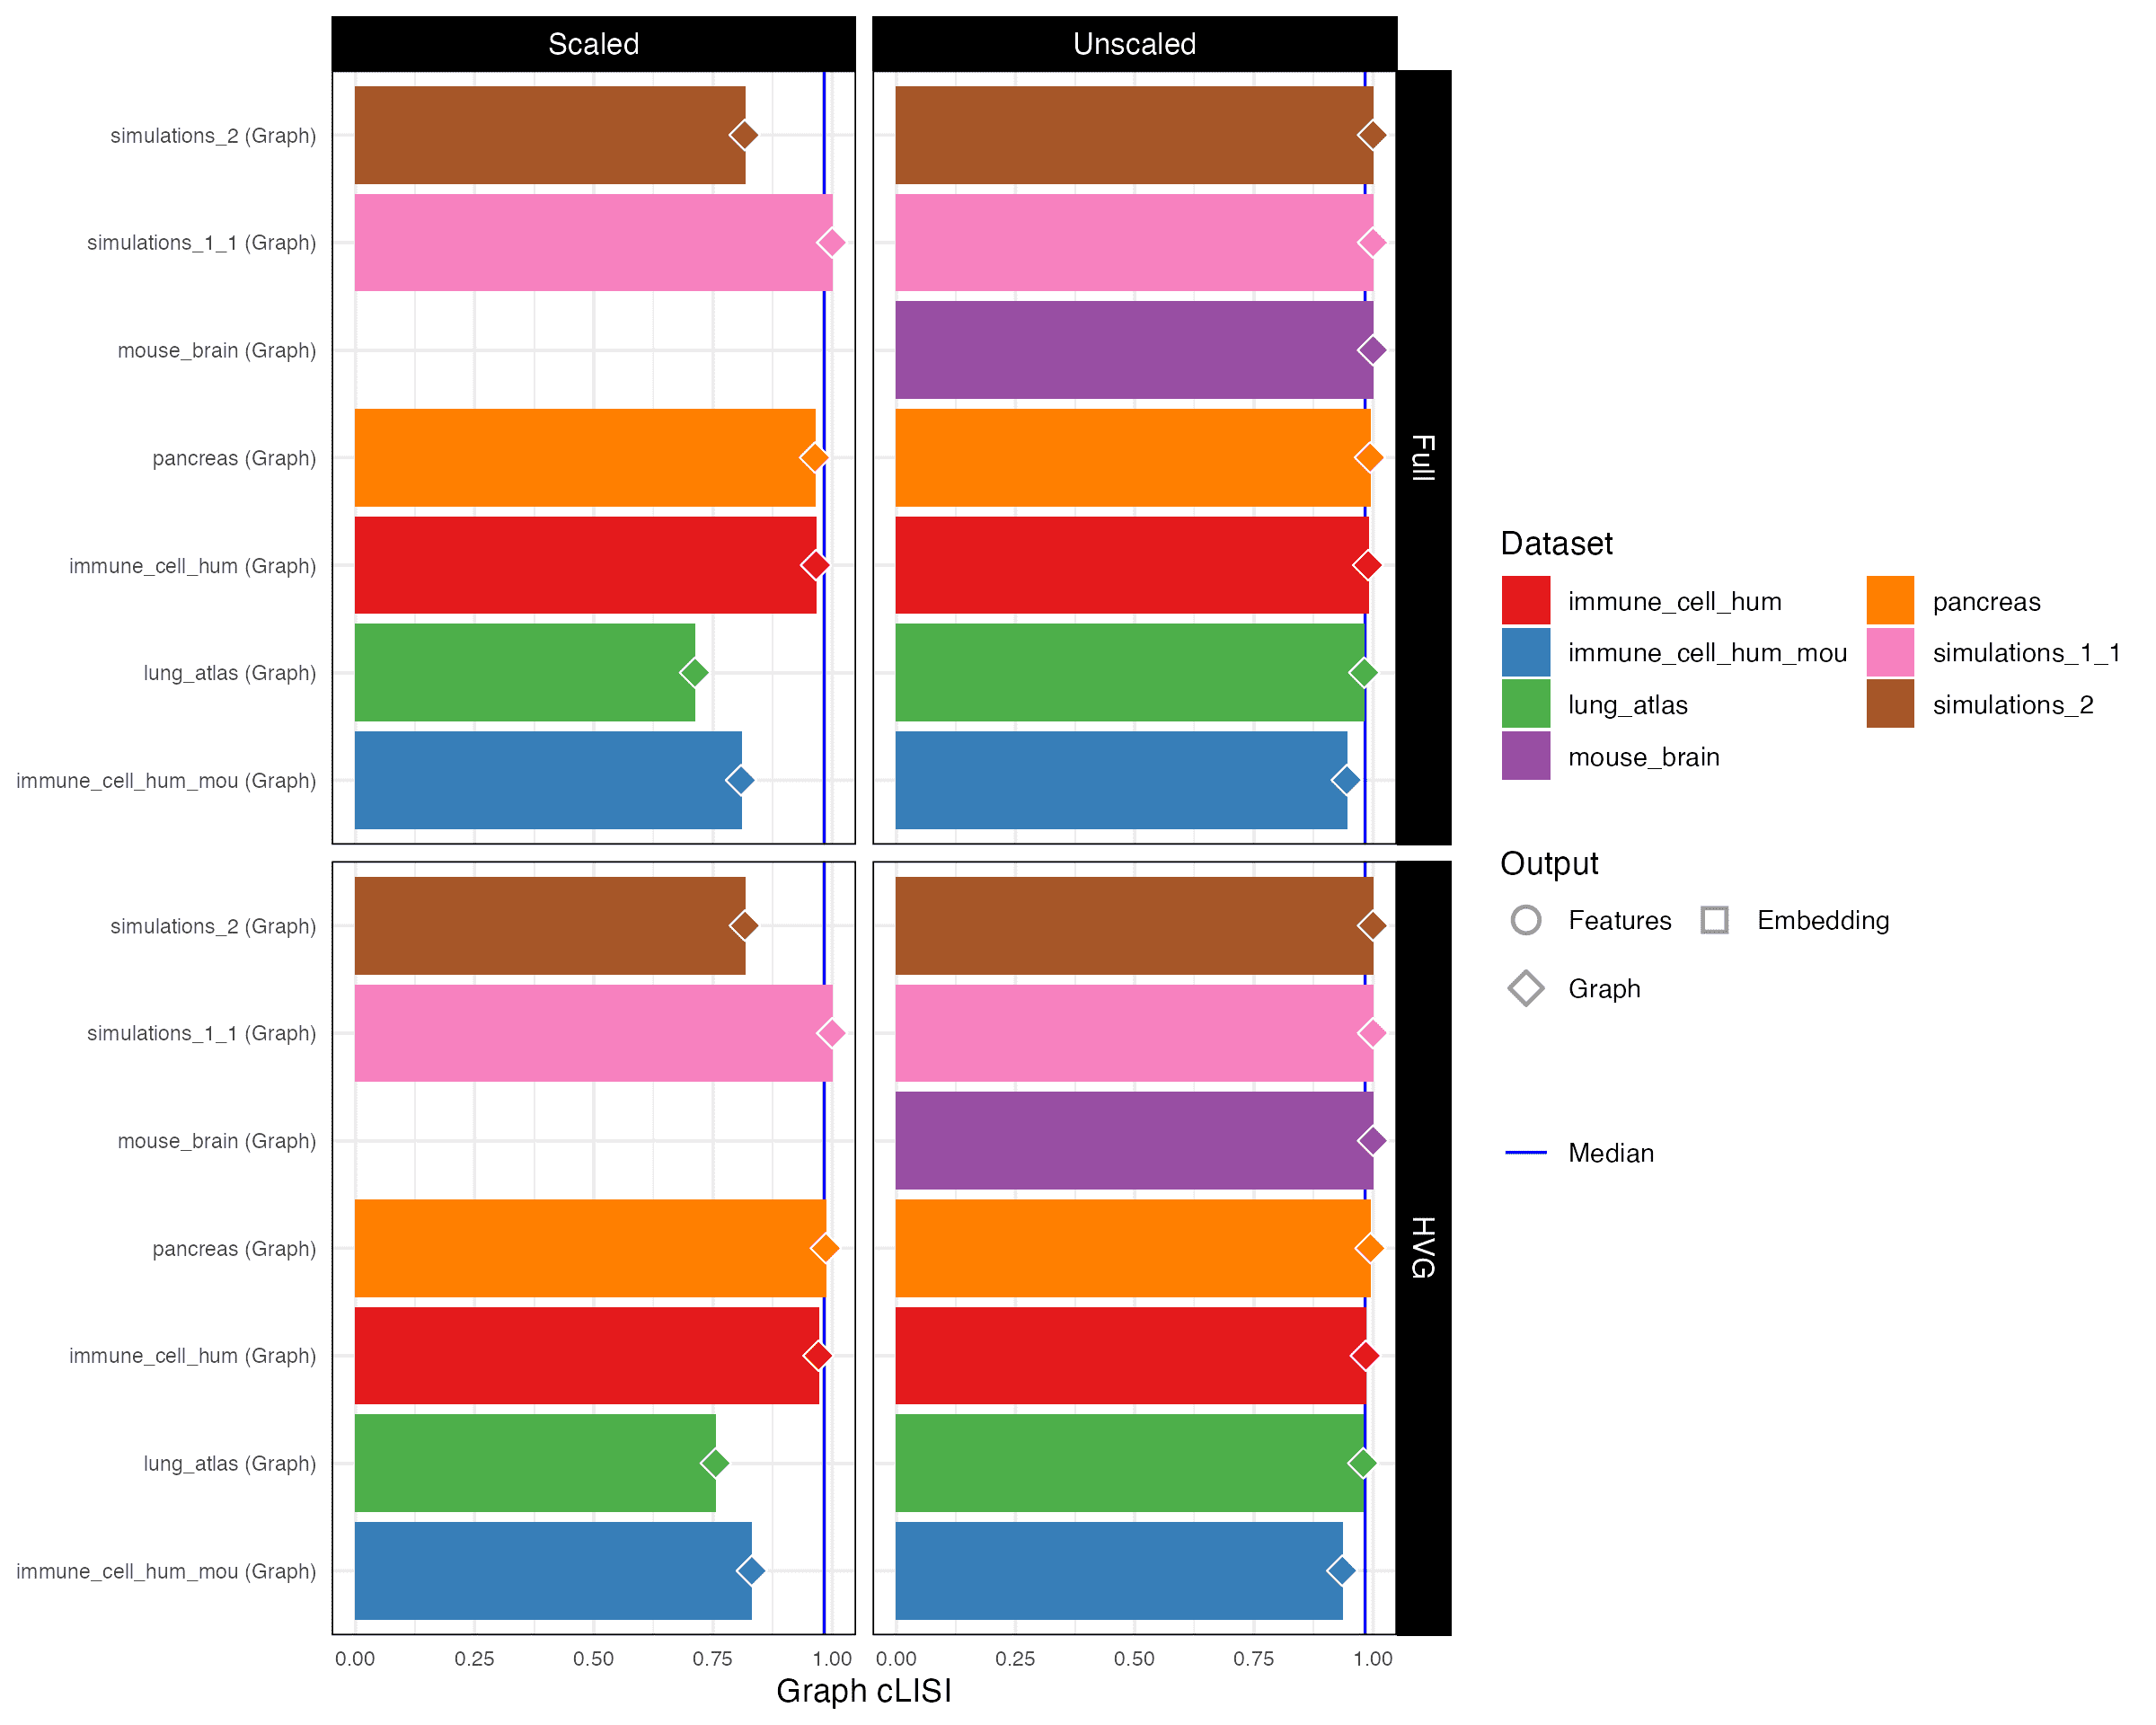 Scaled
Unscaled
simulations_2 (Graph)
simulations_1_1 (Graph)
mouse_brain (Graph)
pancreas (Graph)
immune_cell_hum (Graph)
lung_atlas (Graph)
immune_cell_hum_mou (Graph)
Full
simulations_2 (Graph)
simulations_1_1 (Graph)
mouse_brain (Graph)
pancreas (Graph)
immune_cell_hum (Graph)
lung_atlas (Graph)
immune_cell_hum_mou (Graph)
HVG
0.00 0.25 0.50 0.75 1.00
0.00 0.25 0.50 0.75 1.00
Graph cLISI
Dataset
immune_cell_hum
immune_cell_hum_mou
lung_atlas
mouse_brain
pancreas
simulations_1_1
simulations_2
Output
Features
Embedding
Graph
Median